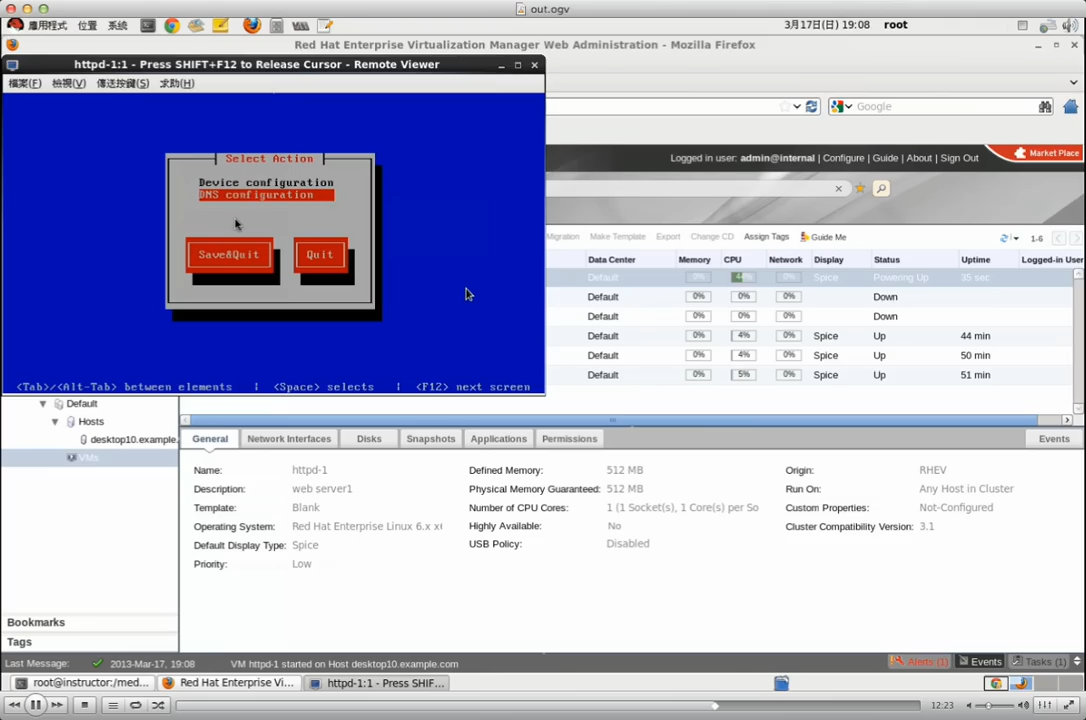 out.ogv
應用程式 位置 系統
3月17日(日) 19:08 root
Red Hat Enterprise Virtualization Manager Web Administration - Mozilla Firefox
httpd-1:1 - Press SHIFT+F12 to Release Cursor - Remote Viewer
檔案(F) 檢視(V) 傳送按鍵(S) 求助(H)
Google
Logged in user: admin@internal | Configure | Guide | About | Sign Out
Market Place
Select Action
Device configuration
DNS configuration
Save&Quit Quit
<Tab>/<Alt-Tab> between elements | <Space> selects | <F12> next screen
Migration Make Template Export Change CD Assign Tags Guide Me
1-6
Data Center Memory CPU Network Display Status Uptime Logged-in User
Default 0% 44% 0% Spice Powering Up 35 sec
Default 0% 0% 0% Down
Default 0% 0% 0% Down
Default 0% 4% 0% Spice Up 44 min
Default 0% 4% 0% Spice Up 50 min
Default 0% 5% 0% Spice Up 51 min
Default
Hosts
desktop10.example.
VMs
General Network Interfaces Disks Snapshots Applications Permissions Events
Name: httpd-1 Defined Memory: 512 MB Origin: RHEV
Description: web server1 Physical Memory Guaranteed: 512 MB Run On: Any Host in Cluster
Template: Blank Number of CPU Cores: 1 (1 Socket(s), 1 Core(s) per So Custom Properties: Not-Configured
Operating System: Red Hat Enterprise Linux 6.x x6 Highly Available: No Cluster Compatibility Version: 3.1
Default Display Type: Spice USB Policy: Disabled
Priority: Low
Bookmarks
Tags
Last Message: 2013-Mar-17, 19:08 VM httpd-1 started on Host desktop10.example.com
Alerts (1) Events Tasks (1)
root@instructor:/med... Red Hat Enterprise Vi... httpd-1:1 - Press SHIF...
12:23